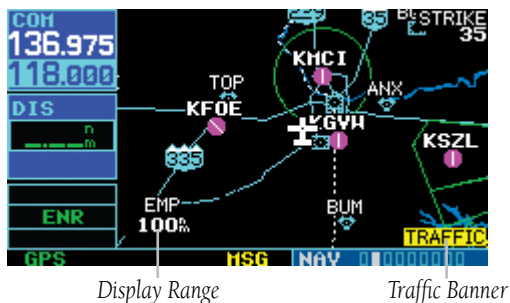 COM
136.975
118.000
DIS
n
m
ENR
GPS
MSG
NAV
35
STRIKE
35
KMCI
TOP
ANX
KFOE
KGVW
KSZL
335
EMP
100
BUM
TRAFFIC
Display Range
Traffic Banner